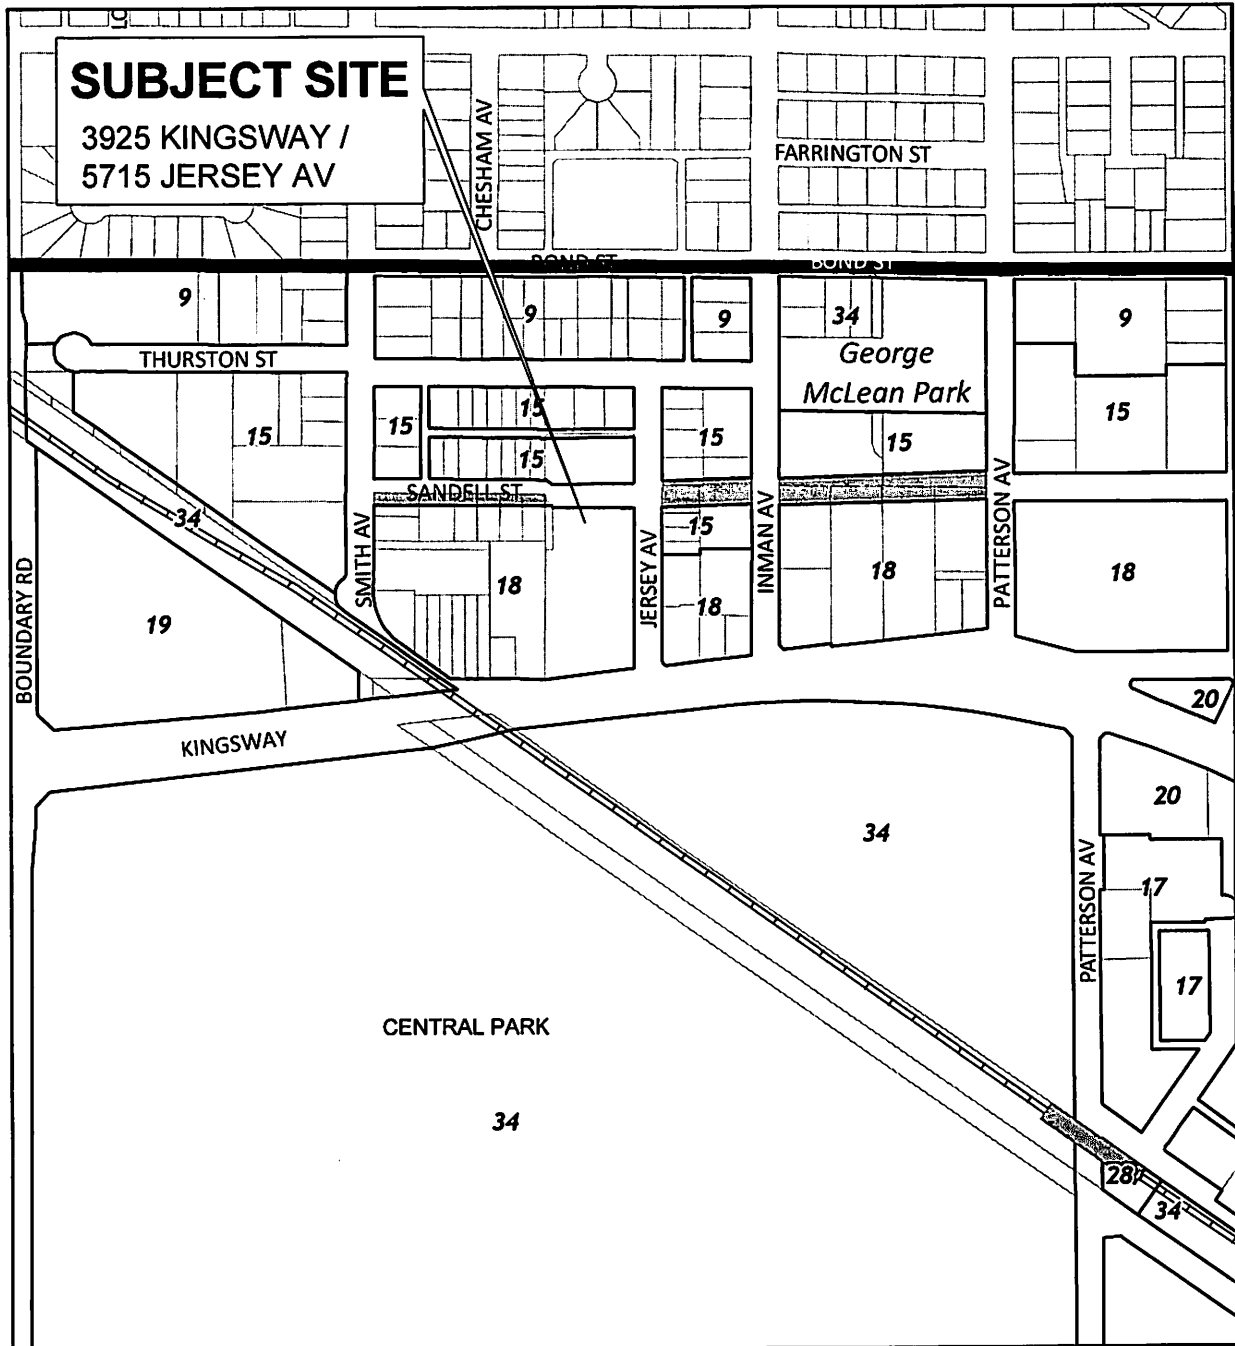 SUBJECT SITE
3925 KINGSWAY /
5715 JERSEY AV
CHESHAM AV
FARRINGTON ST
BOND ST
BOND ST
9
9
9
34
9
George
McLean Park
THURSTON ST
15
15
15
15
15
15
15
SANDELL ST
34
15
BOUNDARY RD
SMITH AV
JERSEY AV
INMAN AV
PATTERSON AV
19
18
18
18
18
20
KINGSWAY
20
34
PATTERSON AV
17
17
CENTRAL PARK
34
28
34